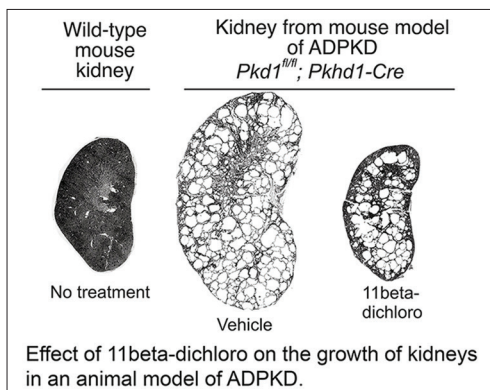 Wild-type
mouse
kidney
Kidney from mouse model
of ADPKD
Pkd1fl/fl; Pkhd1-Cre
No treatment
Vehicle
11beta-
dichloro
Effect of 11beta-dichloro on the growth of kidneys
in an animal model of ADPKD.